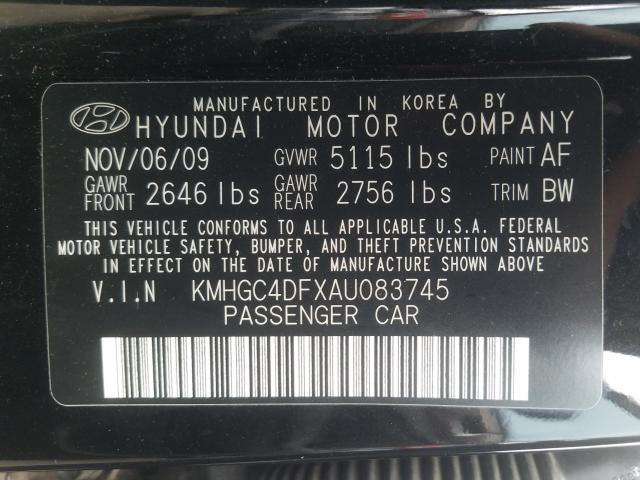 MANUFACTURED IN KOREA BY
HYUNDAI MOTOR COMPANY
NOV/06/09 GVWR 5115 lbs PAINT AF
GAWR FRONT 2646 lbs GAWR REAR 2756 lbs TRIM BW
THIS VEHICLE CONFORMS TO ALL APPLICABLE U.S.A. FEDERAL
MOTOR VEHICLE SAFETY, BUMPER, AND THEFT PREVENTION STANDARDS
IN EFFECT ON THE DATE OF MANUFACTURE SHOWN ABOVE
V.I.N KMHGC4DFXAU083745
PASSENGER CAR